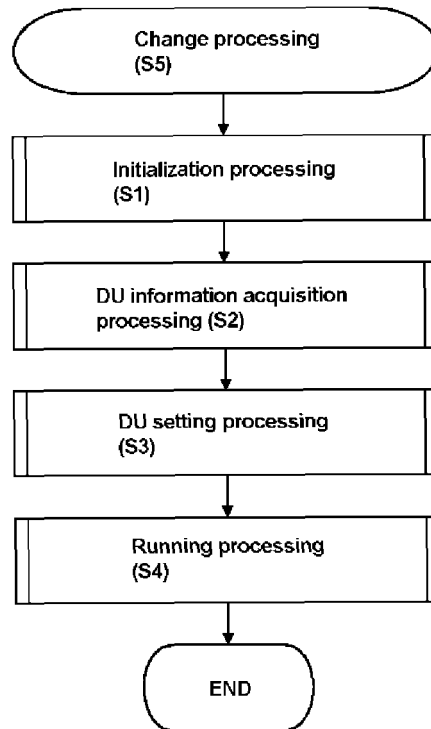 Change processing
(S5)
Initialization processing
(S1)
DU information acquisition
processing (S2)
DU setting processing
(S3)
Running processing
(S4)
END